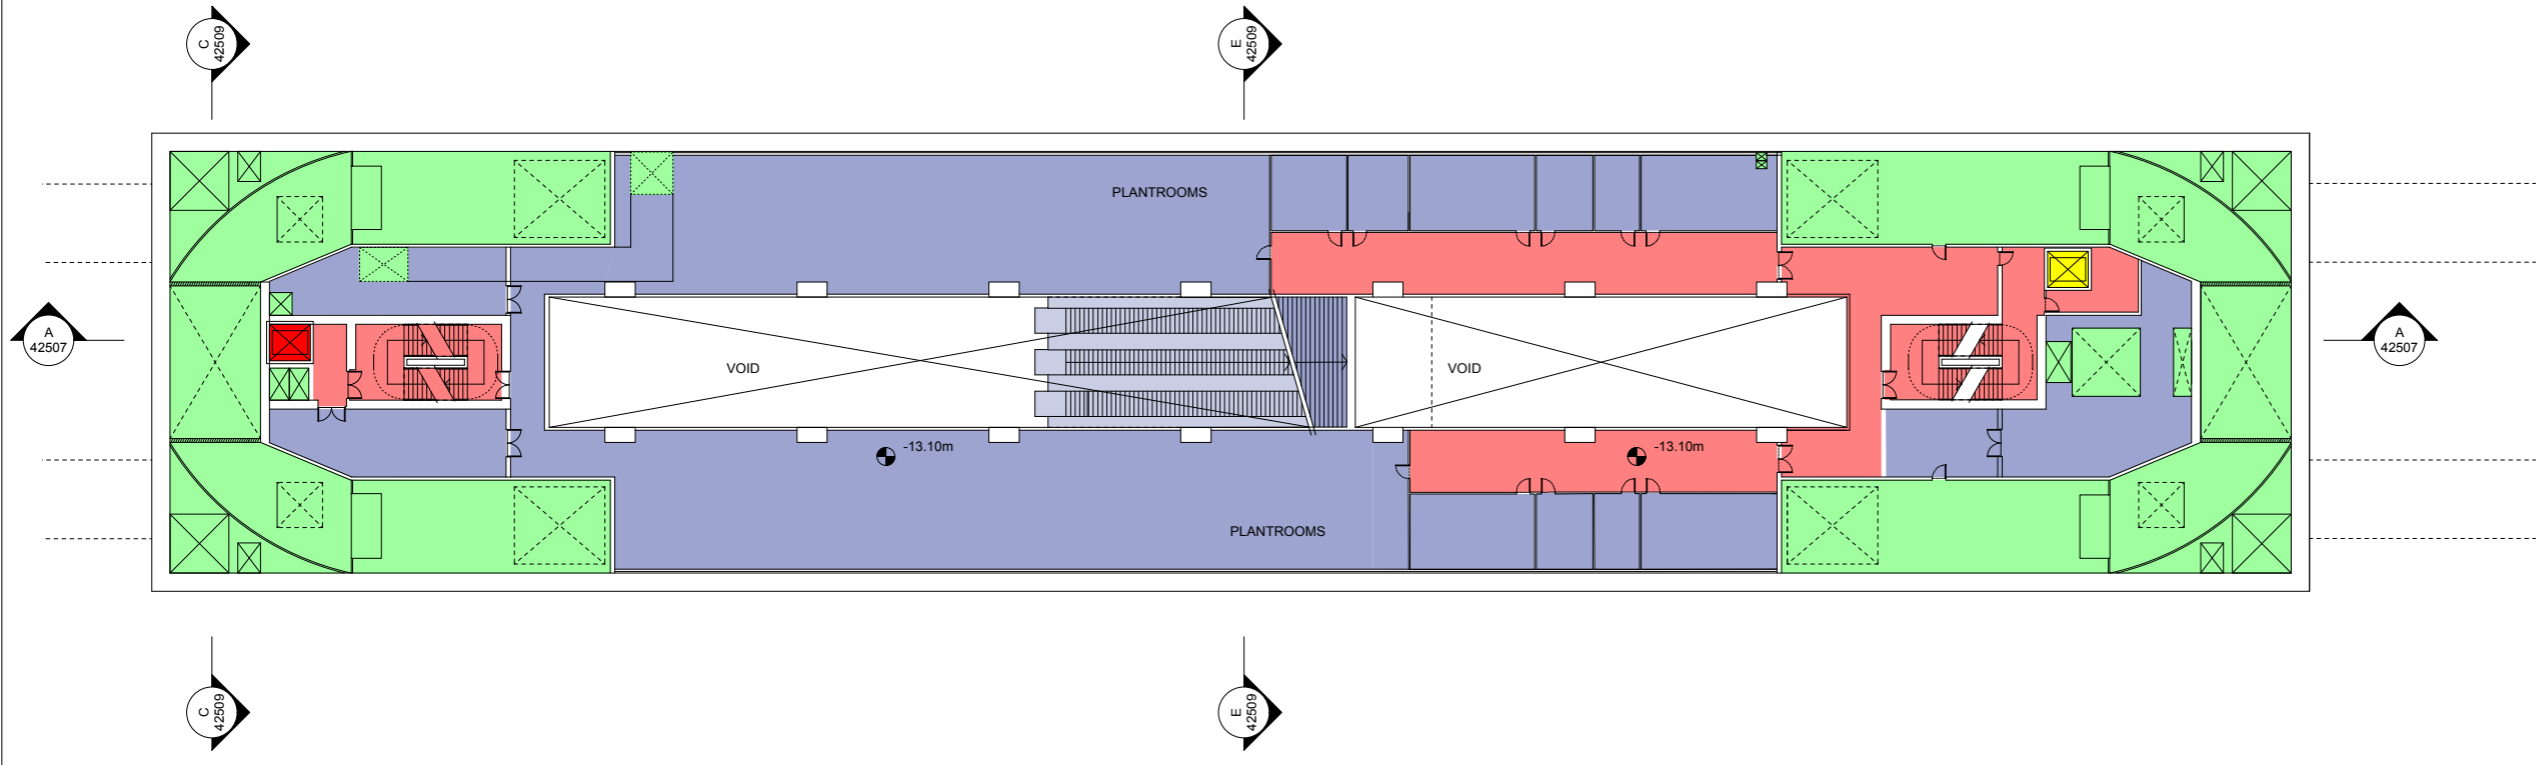 C
42509
E
42509
PLANTROOMS
A
42507
VOID
VOID
A
42507
-13.10m
-13.10m
PLANTROOMS
C
42509
E
42509